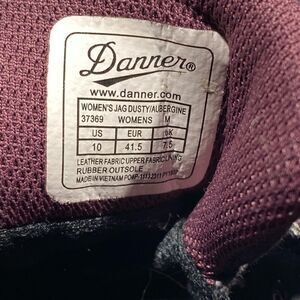 Danner®
www.danner.com
WOMEN'S JAG DUSTY/AUBERGINE
37369 WOMENS M
US EUR UK
10 41.5 7.5
LEATHER/FABRIC UPPER FABRIC LINING
RUBBER OUTSOLE
MADE IN VIETNAM